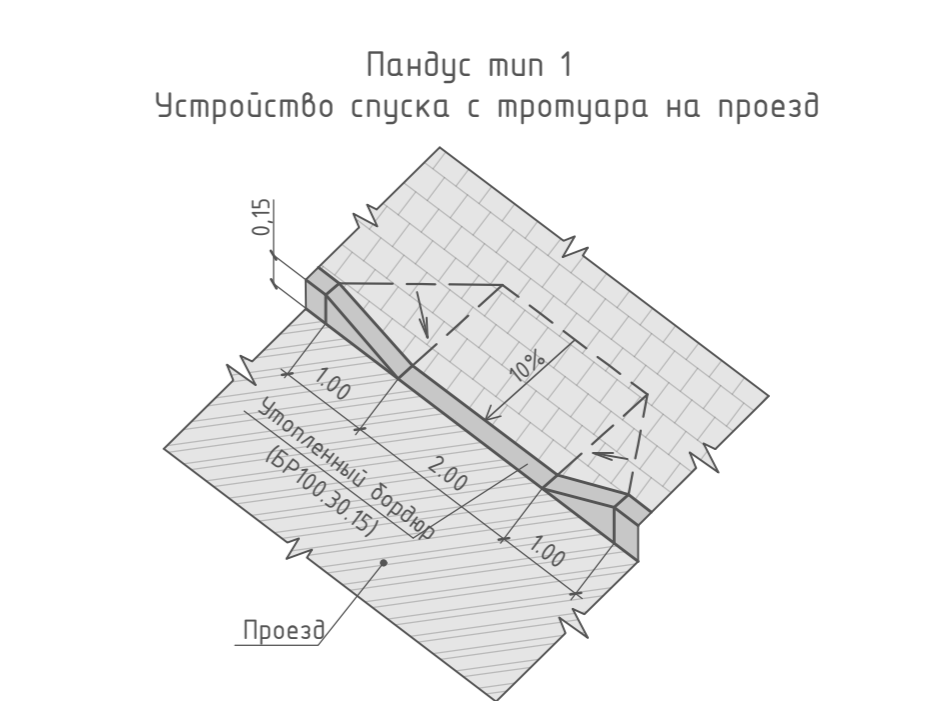 Пандус тип 1
Устройство спуска с тротуара на проезд
0,15
10%
1.00
Утопленный бордюр
(БР100.30.15)
2.00
1.00
Проезд